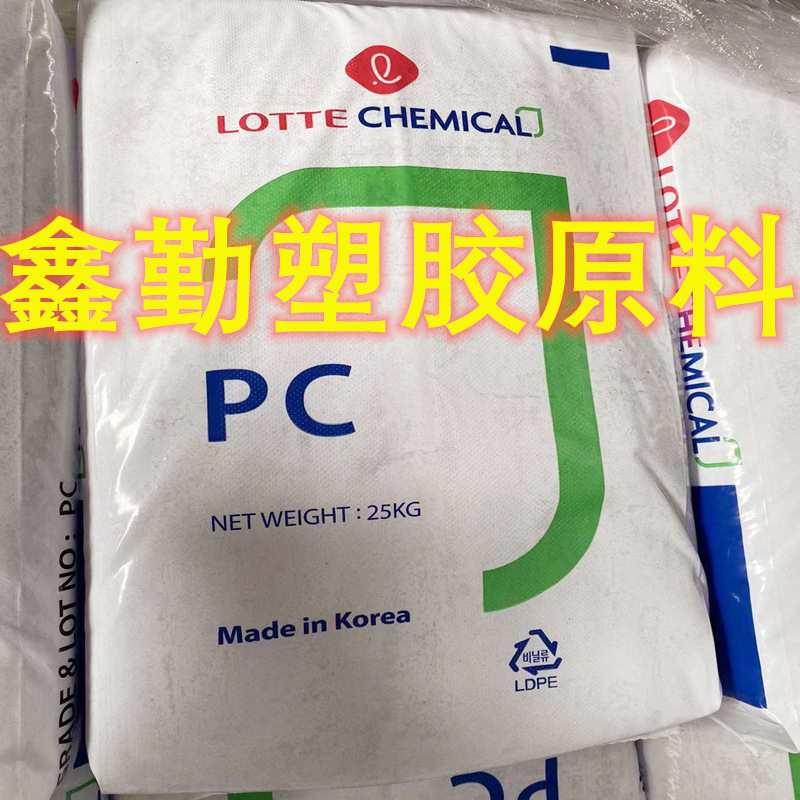 LOTTE CHEMICAL
鑫勤塑胶原料
PC
NET WEIGHT : 25KG
Made in Korea
비닐류
LDPE
LOTTE CHEMICAL
GRADE & LOT NO : PC
PC